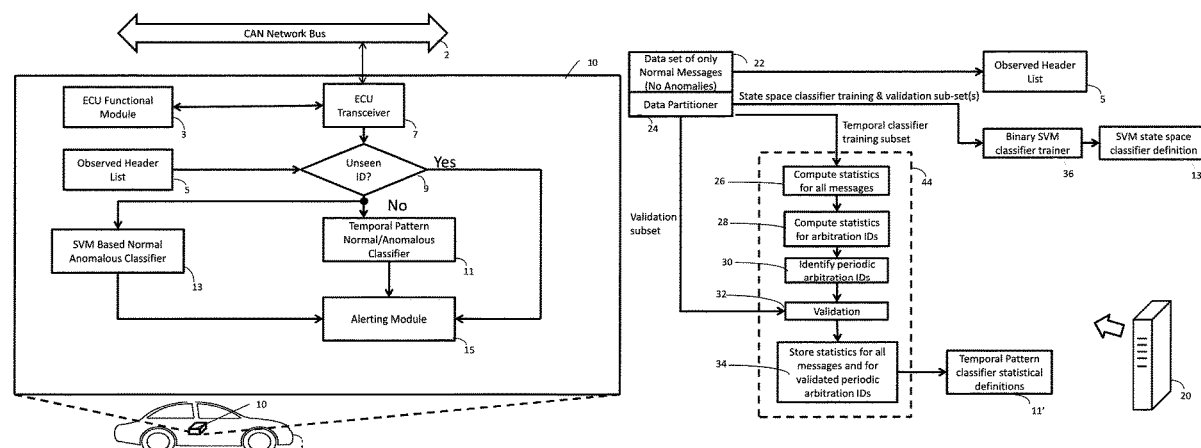 CAN Network Bus
2
10
ECU Functional Module
3
ECU
Transceiver
7
Observed Header
List
5
Unseen
ID?
9
Yes
No
SVM Based Normal
Anomalous Classifier
13
Temporal Pattern
Normal/Anomalous
Classifier
11
Alerting Module
15
10
Data set of only
Normal Messages
(No Anomalies)
22
Data Partitioner
24
Observed Header
List
5
State space classifier training & validation sub-set(s)
Binary SVM
classifier trainer
36
SVM state space
classifier definition
13
Temporal classifier
training subset
44
Validation
subset
26
Compute statistics
for all messages
28
Compute statistics
for arbitration IDs
30
Identify periodic
arbitration IDs
32
Validation
34
Store statistics for all
messages and for
validated periodic
arbitration IDs
Temporal Pattern
classifier statistical
definitions
11'
20